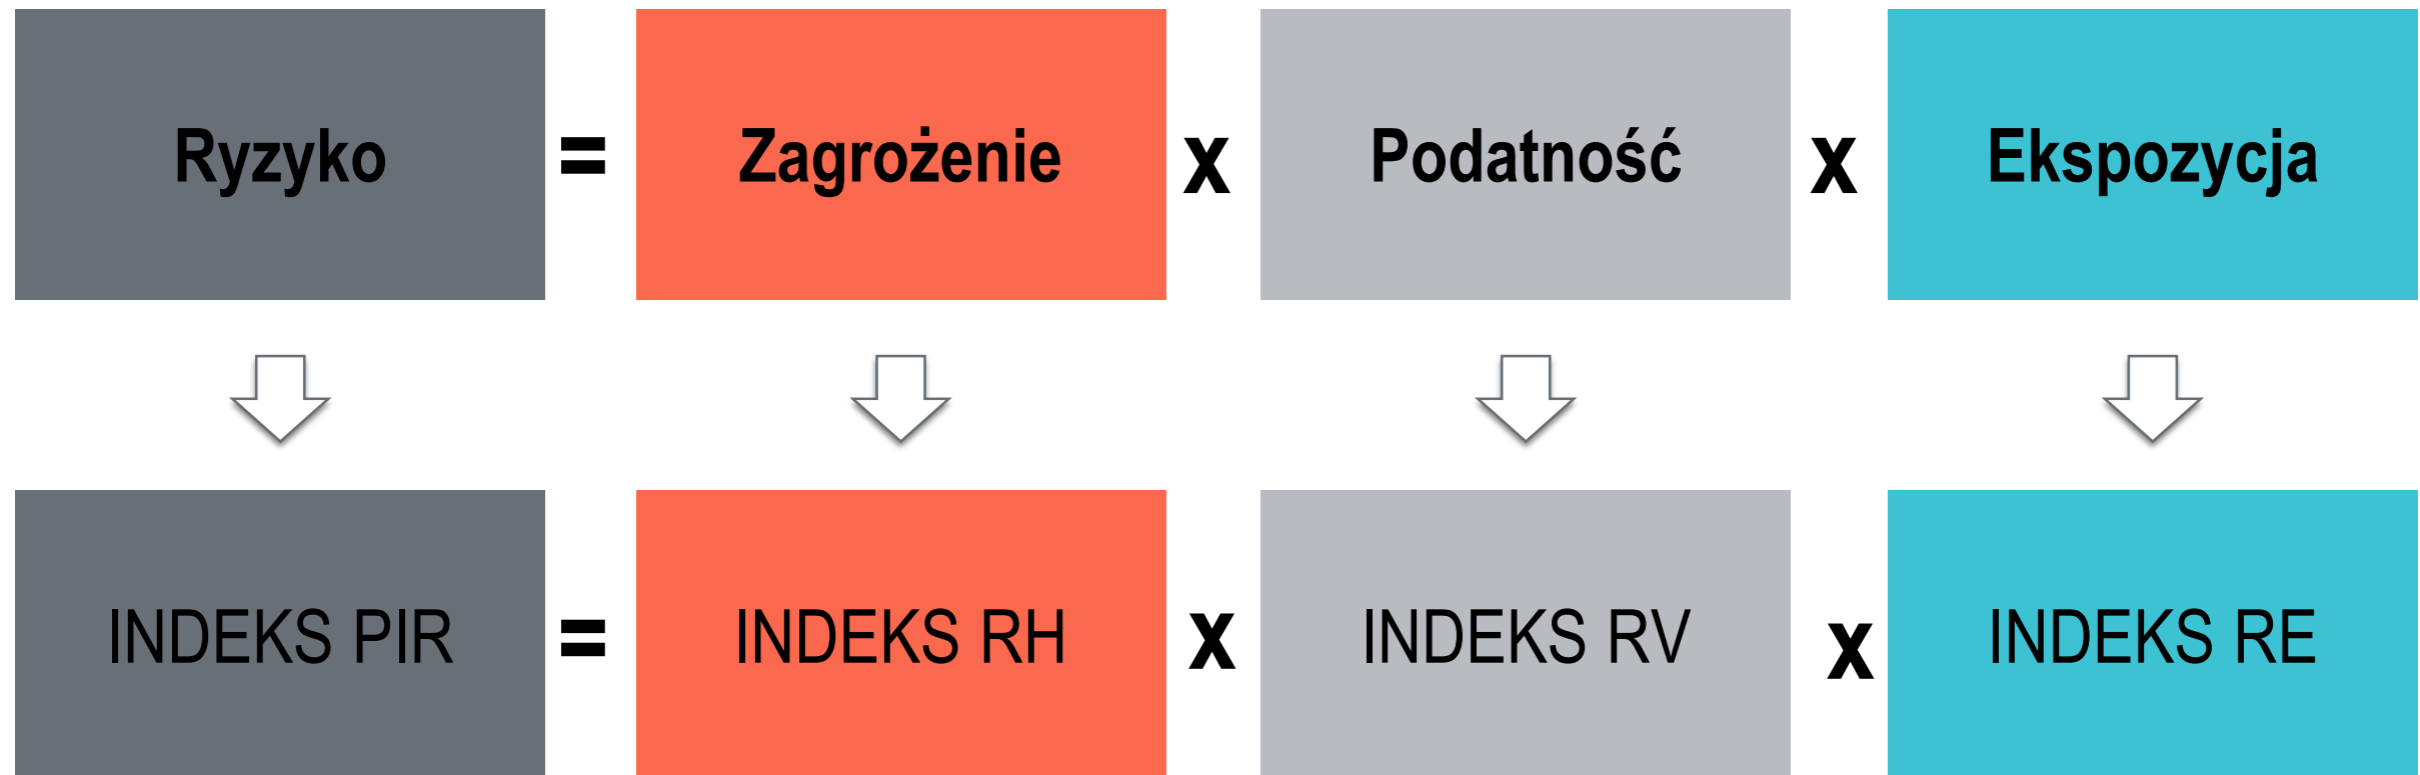 Ryzyko = Zagrożenie x Podatność x Ekspozycja
INDEKS PIR = INDEKS RH x INDEKS RV x INDEKS RE